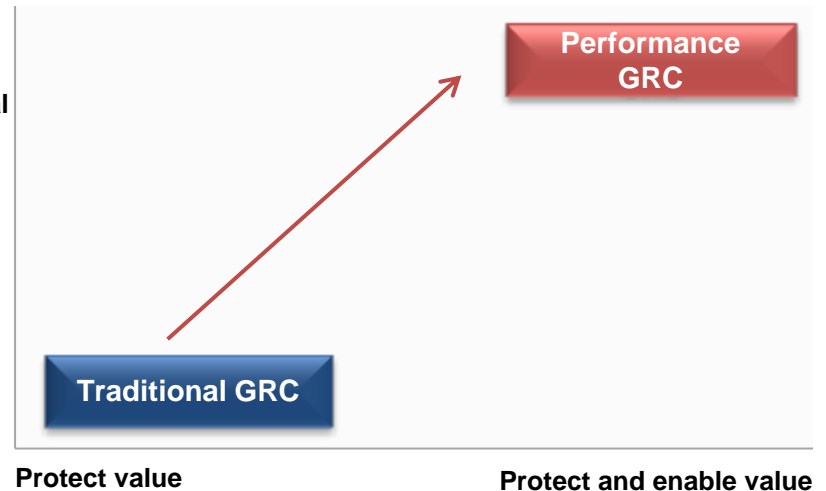 Performance
GRC
Traditional GRC
Protect value
Protect and enable value